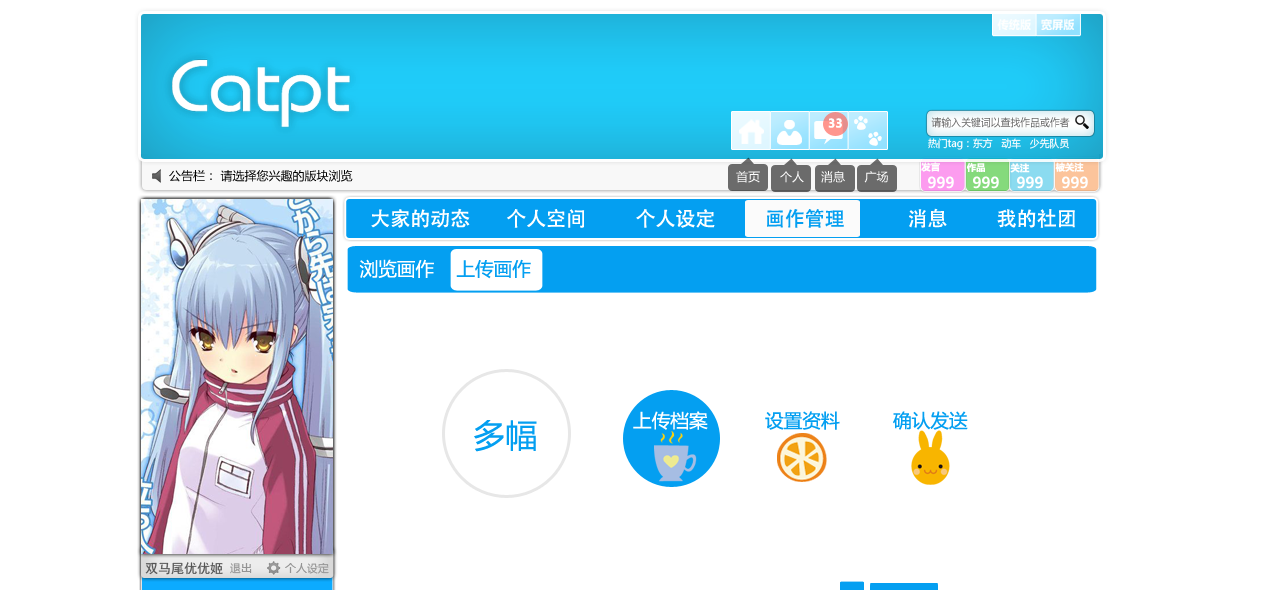 传统版 宽屏版
Catpt
33
请输入关键词以查找作品或作者
热门tag：东方 动车 少先队员
公告栏： 请选择您兴趣的版块浏览
首页 个人 消息 广场
发言 作品 关注 被关注
999 999 999 999
大家的动态 个人空间 个人设定 画作管理 消息 我的社团
浏览画作 上传画作
多幅
上传档案 设置资料 确认发送
双马尾优优姬 退出 个人设定